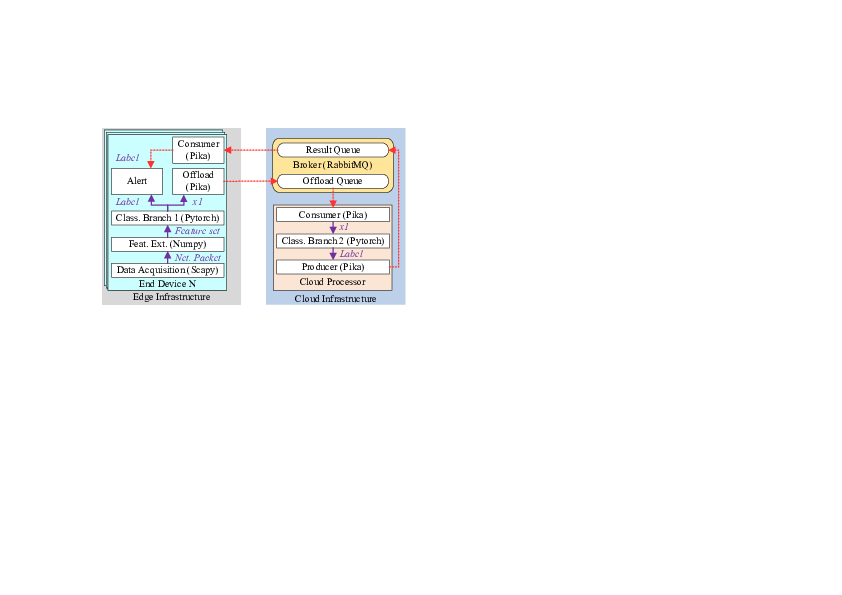 Consumer
(Pika)
Label
Alert
Offload
(Pika)
Label
x1
Class. Branch 1 (Pytorch)
Feature set
Feat. Ext. (Numpy)
Net. Packet
Data Acquisition (Scapy)
End Device N
Edge Infrastructure
Result Queue
Broker (RabbitMQ)
Offload Queue
Consumer (Pika)
x1
Class. Branch 2 (Pytorch)
Label
Producer (Pika)
Cloud Processor
Cloud Infrastructure